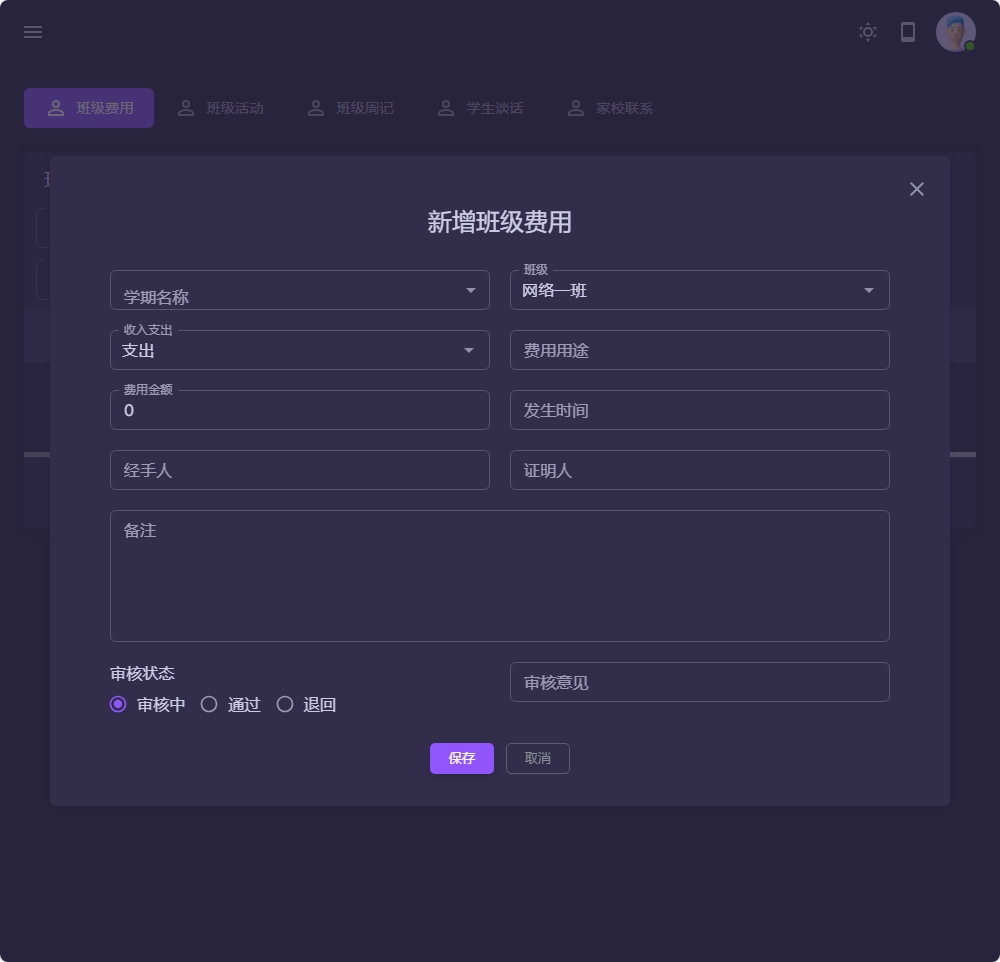 班级费用 班级活动 班级周记 学生谈话 家校联系
新增班级费用
学期名称
班级
网络一班
收入支出
支出
费用用途
费用金额
0
发生时间
经手人
证明人
备注
审核状态
审核中 通过 退回
审核意见
保存 取消